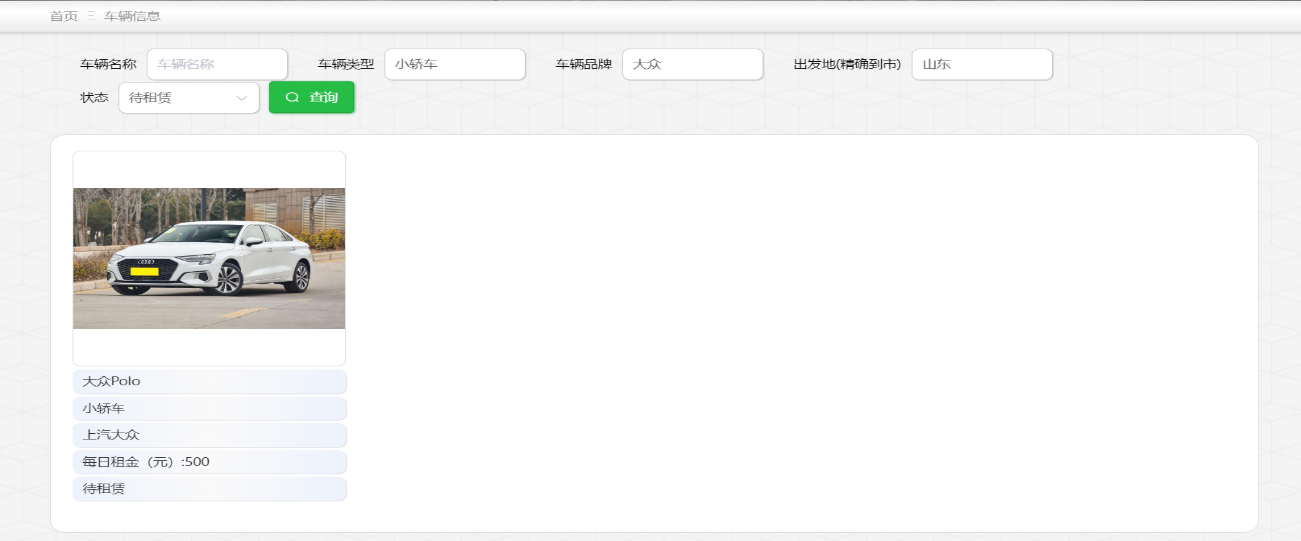 首页 车辆信息
车辆名称 车辆名称 车辆类型 小轿车 车辆品牌 大众 出发地(精确到市) 山东
状态 待租赁 查询
大众Polo
小轿车
上汽大众
每日租金（元）:500
待租赁